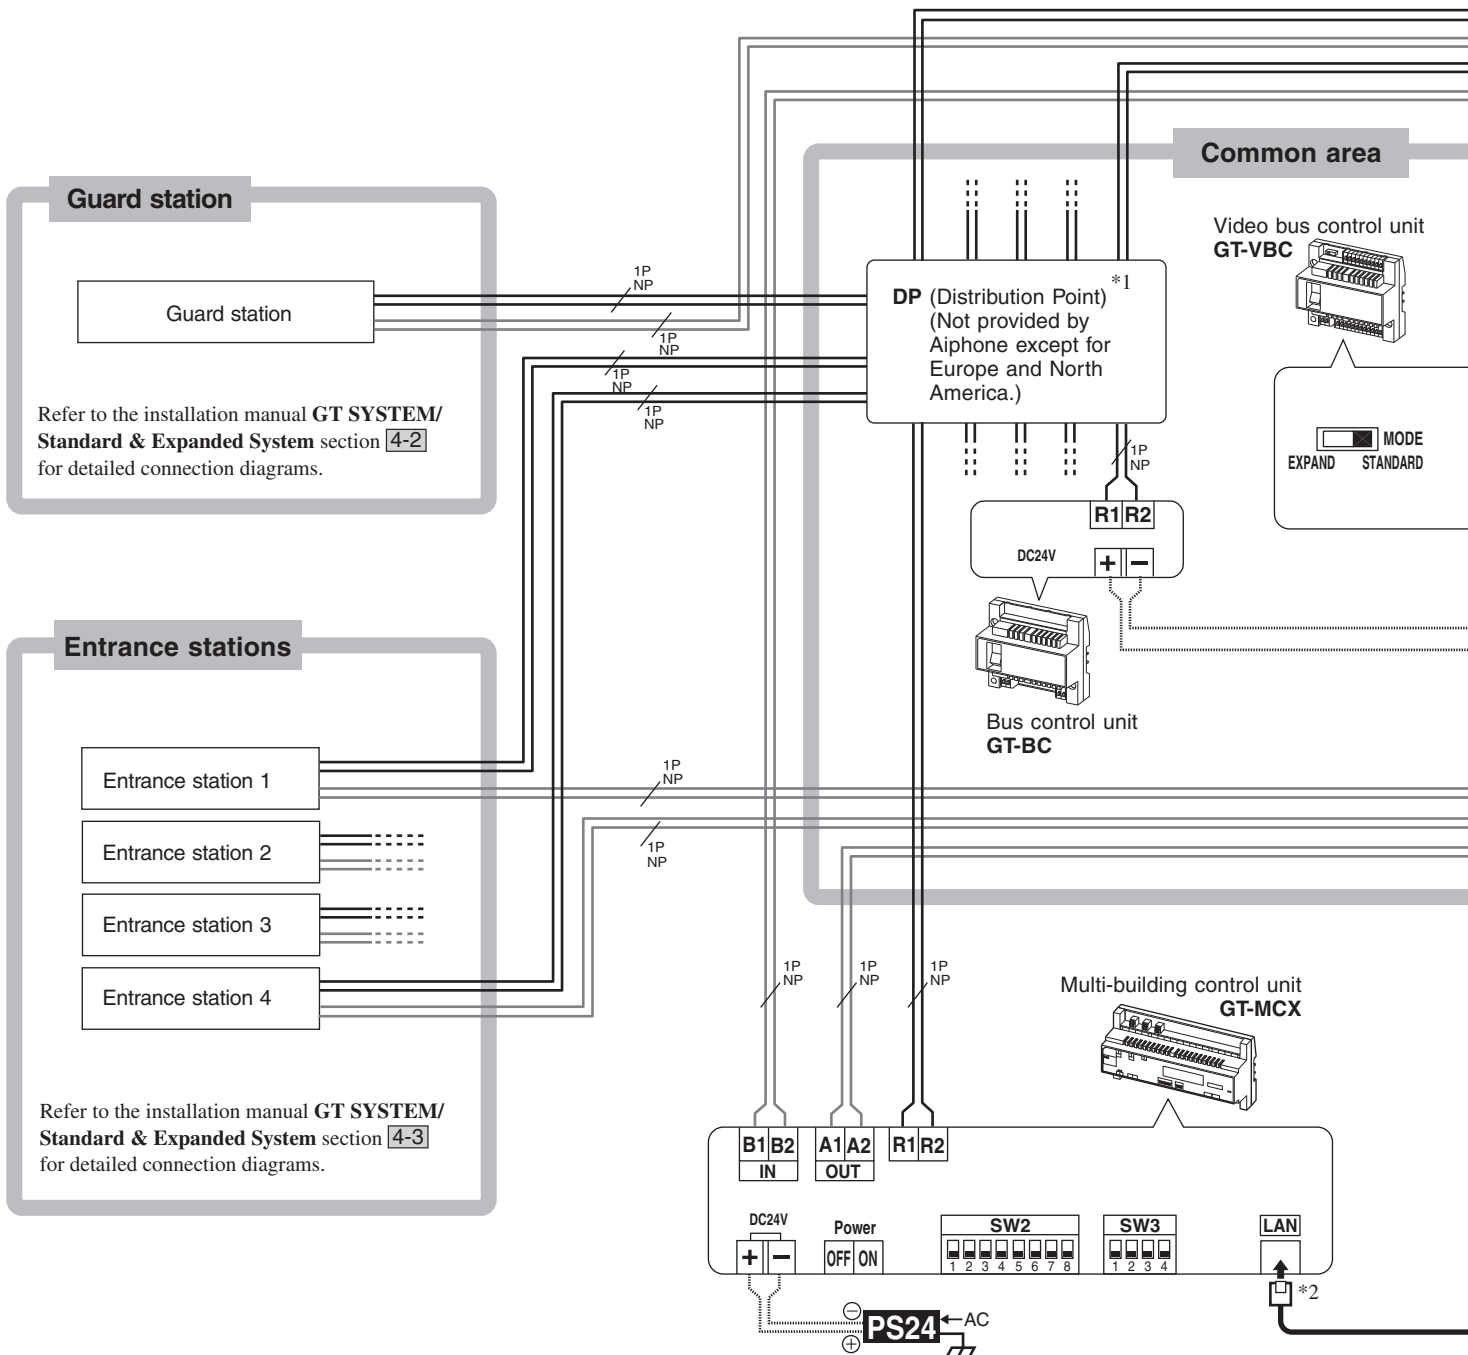 Common area
Guard station
Video bus control unit
GT-VBC
1P
NP
DP (Distribution Point) *1
(Not provided by
Aiphone except for
Europe and North
America.)
Guard station
1P
NP
1P
NP
1P
NP
Refer to the installation manual GT SYSTEM/
Standard & Expanded System section 4-2
for detailed connection diagrams.
MODE
EXPAND STANDARD
1P
NP
R1 R2
DC24V
+ −
Bus control unit
GT-BC
Entrance stations
Entrance station 1
Entrance station 2
Entrance station 3
Entrance station 4
1P
NP
1P
NP
Refer to the installation manual GT SYSTEM/
Standard & Expanded System section 4-3
for detailed connection diagrams.
1P
NP
1P
NP
1P
NP
Multi-building control unit
GT-MCX
B1 B2 A1 A2 R1 R2
IN OUT
DC24V Power SW2 SW3 LAN
+ − OFF ON
1 2 3 4 5 6 7 8 1 2 3 4
*2
− PS24 AC
+